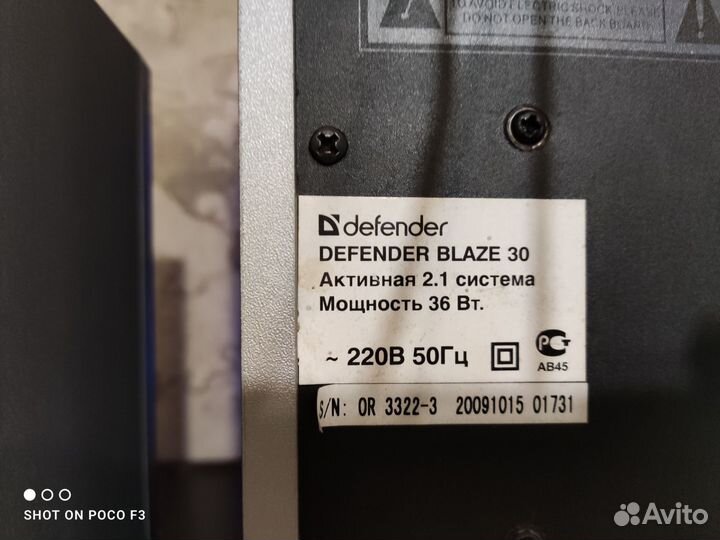 TO AVOID ELECTRIC SHOCK PLEASE
DO NOT OPEN THE BACK BOARD
defender
DEFENDER BLAZE 30
Активная 2.1 система
Мощность 36 Вт.
~ 220В 50Гц
АВ45
S/N: OR 3322-3 20091015 01731
SHOT ON POCO F3
Avito